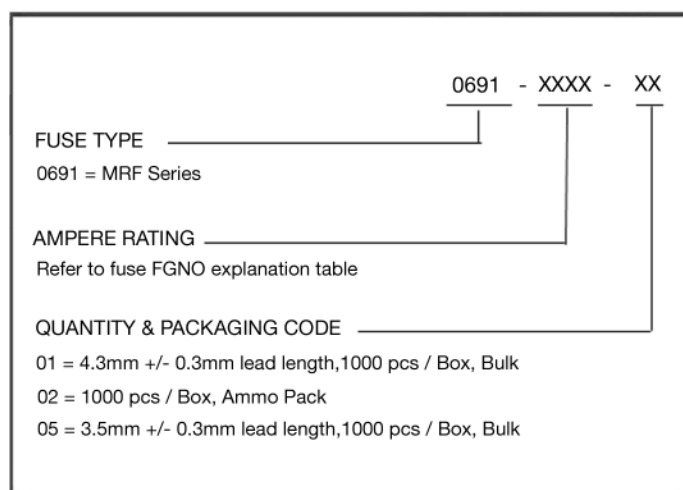 0691 - XXXX - XX
FUSE TYPE
0691 = MRF Series
AMPERE RATING
Refer to fuse FGNO explanation table
QUANTITY & PACKAGING CODE
01 = 4.3mm +/- 0.3mm lead length,1000 pcs / Box, Bulk
02 = 1000 pcs / Box, Ammo Pack
05 = 3.5mm +/- 0.3mm lead length,1000 pcs / Box, Bulk